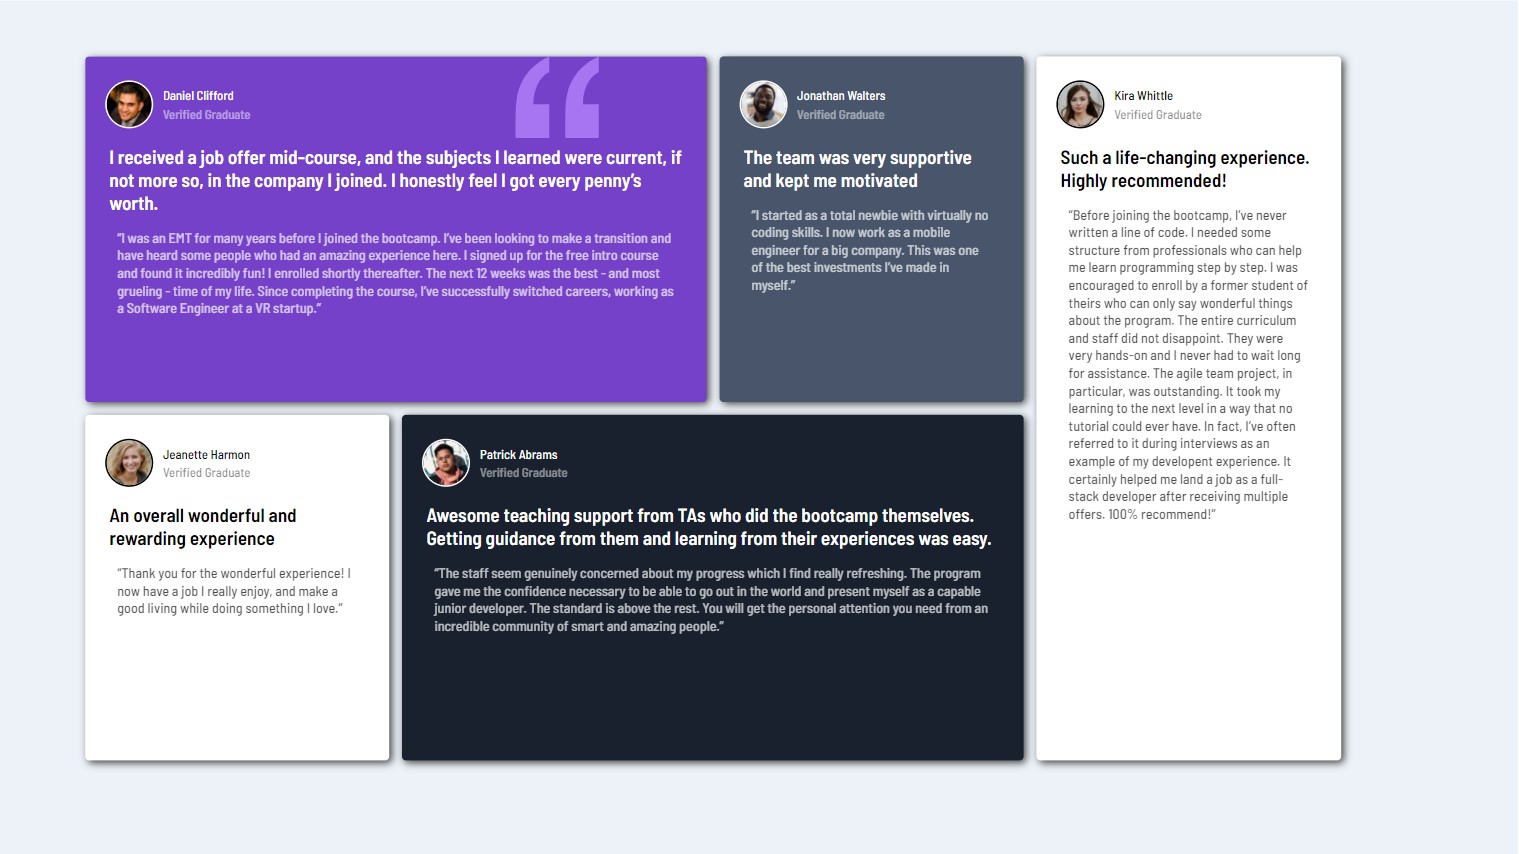 Daniel Clifford
Verified Graduate
I received a job offer mid-course, and the subjects I learned were current, if
not more so, in the company I joined. I honestly feel I got every penny’s
worth.
“I was an EMT for many years before I joined the bootcamp. I’ve been looking to make a transition and
have heard some people who had an amazing experience here. I signed up for the free intro course
and found it incredibly fun! I enrolled shortly thereafter. The next 12 weeks was the best - and most
grueling - time of my life. Since completing the course, I’ve successfully switched careers, working as
a Software Engineer at a VR startup.”
Jonathan Walters
Verified Graduate
The team was very supportive
and kept me motivated
“I started as a total newbie with virtually no
coding skills. I now work as a mobile
engineer for a big company. This was one
of the best investments I’ve made in
myself.”
Kira Whittle
Verified Graduate
Such a life-changing experience.
Highly recommended!
“Before joining the bootcamp, I’ve never
written a line of code. I needed some
structure from professionals who can help
me learn programming step by step. I was
encouraged to enroll by a former student of
theirs who can only say wonderful things
about the program. The entire curriculum
and staff did not disappoint. They were
very hands-on and I never had to wait long
for assistance. The agile team project, in
particular, was outstanding. It took my
learning to the next level in a way that no
tutorial could ever have. In fact, I’ve often
referred to it during interviews as an
example of my developent experience. It
certainly helped me land a job as a full-
stack developer after receiving multiple
offers. 100% recommend!”
Jeanette Harmon
Verified Graduate
An overall wonderful and
rewarding experience
“Thank you for the wonderful experience! I
now have a job I really enjoy, and make a
good living while doing something I love.”
Patrick Abrams
Verified Graduate
Awesome teaching support from TAs who did the bootcamp themselves.
Getting guidance from them and learning from their experiences was easy.
“The staff seem genuinely concerned about my progress which I find really refreshing. The program
gave me the confidence necessary to be able to go out in the world and present myself as a capable
junior developer. The standard is above the rest. You will get the personal attention you need from an
incredible community of smart and amazing people.”